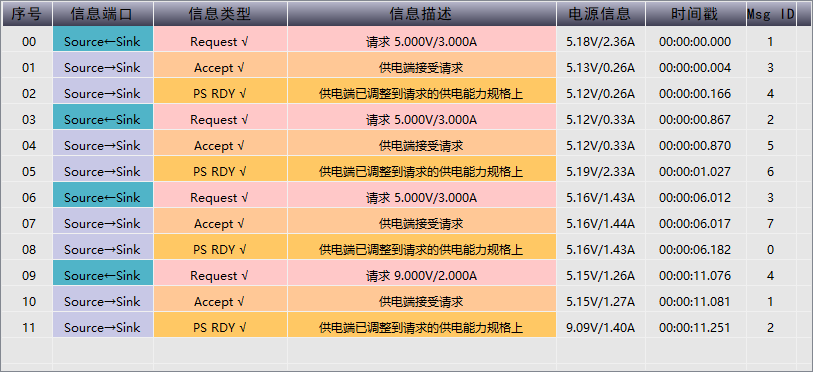 序号 信息端口 信息类型 信息描述 电源信息 时间戳 Msg ID
00 Source←Sink Request √ 请求 5.000V/3.000A 5.18V/2.36A 00:00:00.000 1
01 Source→Sink Accept √ 供电端接受请求 5.13V/0.26A 00:00:00.004 3
02 Source→Sink PS RDY √ 供电端已调整到请求的供电能力规格上 5.12V/0.26A 00:00:00.166 4
03 Source←Sink Request √ 请求 5.000V/3.000A 5.12V/0.33A 00:00:00.867 2
04 Source→Sink Accept √ 供电端接受请求 5.12V/0.33A 00:00:00.870 5
05 Source→Sink PS RDY √ 供电端已调整到请求的供电能力规格上 5.19V/2.33A 00:00:01.027 6
06 Source←Sink Request √ 请求 5.000V/3.000A 5.16V/1.43A 00:00:06.012 3
07 Source→Sink Accept √ 供电端接受请求 5.16V/1.44A 00:00:06.017 7
08 Source→Sink PS RDY √ 供电端已调整到请求的供电能力规格上 5.16V/1.43A 00:00:06.182 0
09 Source←Sink Request √ 请求 9.000V/2.000A 5.15V/1.26A 00:00:11.076 4
10 Source→Sink Accept √ 供电端接受请求 5.15V/1.27A 00:00:11.081 1
11 Source→Sink PS RDY √ 供电端已调整到请求的供电能力规格上 9.09V/1.40A 00:00:11.251 2